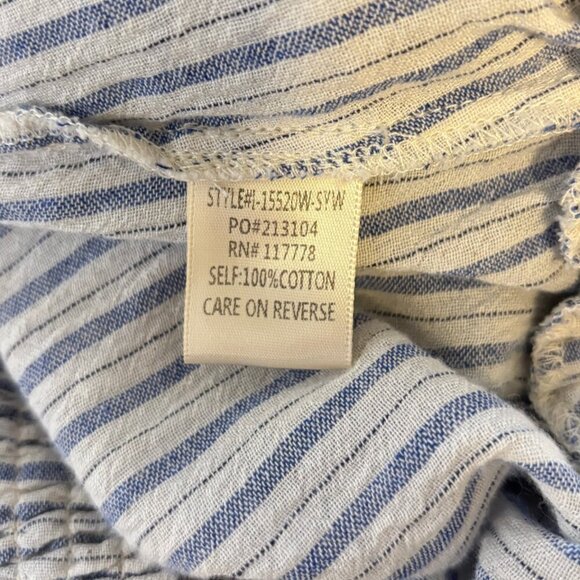 STYLE#I-15520W-SYW
PO#213104
RN# 117778
SELF:100%COTTON
CARE ON REVERSE